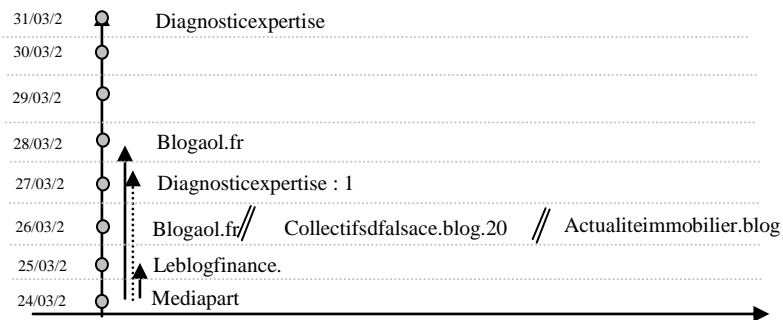 31/03/2 Diagnosticexpertise
30/03/2
29/03/2
28/03/2 Blogaol.fr
27/03/2 Diagnosticexpertise : 1
26/03/2 Blogaol.fr // Collectifsdfalsace.blog.20 // Actualiteimmobilier.blog
25/03/2 Leblogfinance.
24/03/2 Mediapart